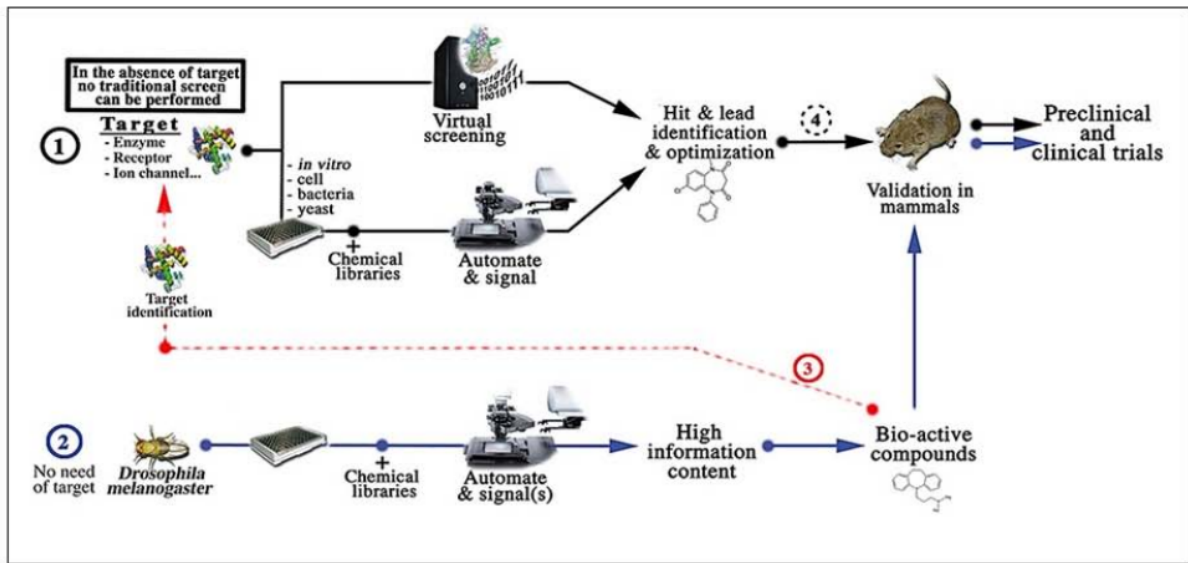 In the absence of target
no traditional screen
can be performed
1
Target
- Enzyme
- Receptor
- Ion channel...
Virtual
screening
001011
11001101
10010111
- in vitro
- cell
- bacteria
- yeast
+
Chemical
libraries
Automate
& signal
Hit & lead
identification
& optimization
4
Validation in
mammals
Preclinical
and
clinical trials
Target
identification
3
2
No need
of target
Drosophila
melanogaster
+
Chemical
libraries
Automate
& signal(s)
High
information
content
Bio-active
compounds